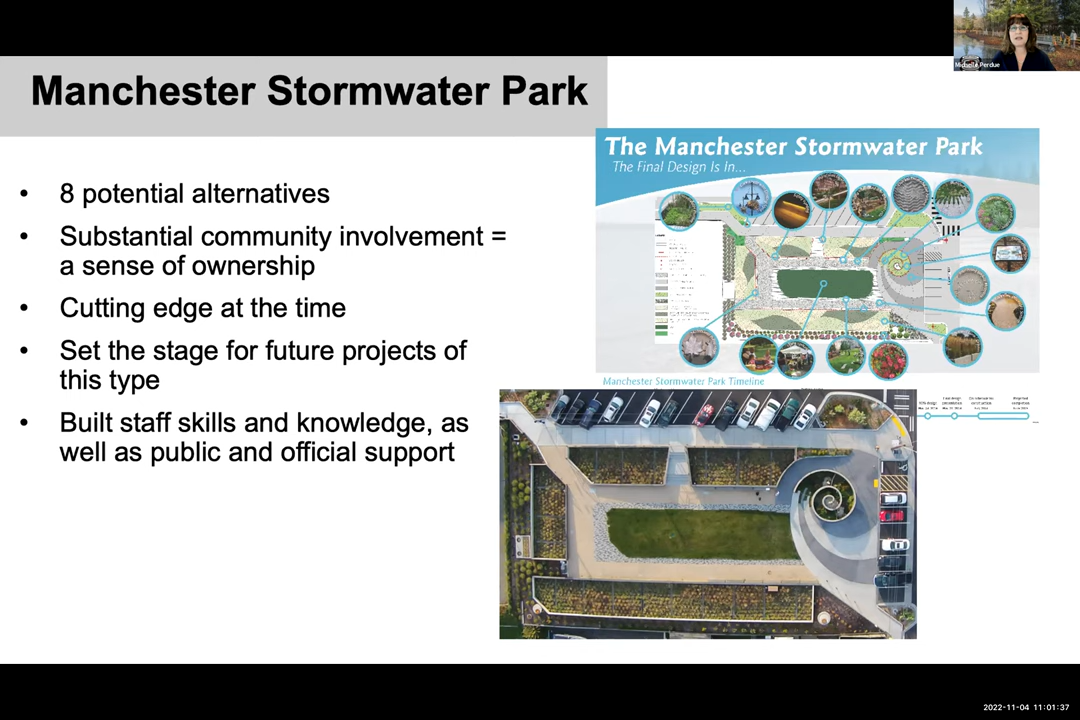 Michelle Perdue
Manchester Stormwater Park
• 8 potential alternatives
• Substantial community involvement =
a sense of ownership
• Cutting edge at the time
• Set the stage for future projects of
this type
• Built staff skills and knowledge, as
well as public and official support
The Manchester Stormwater Park
The Final Design Is In...
Manchester Stormwater Park Timeline
2022-11-04 11:01:37